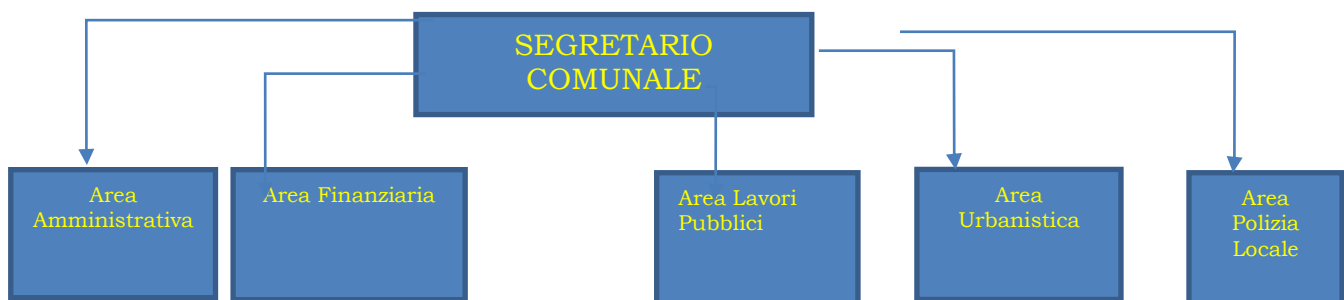 SEGRETARIO
COMUNALE
Area
Amministrativa
Area Finanziaria
Area Lavori
Pubblici
Area
Urbanistica
Area
Polizia
Locale